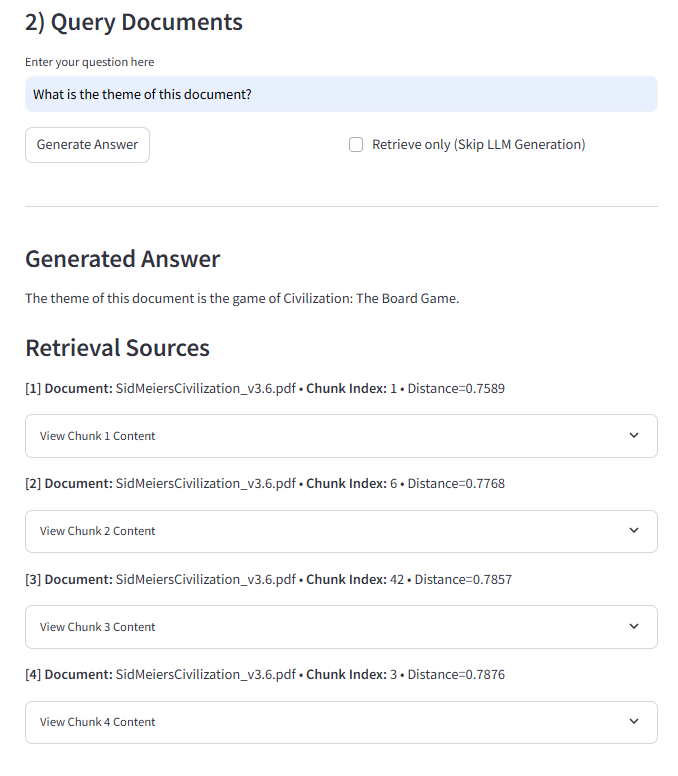 2) Query Documents
Enter your question here
What is the theme of this document?
Generate Answer
Retrieve only (Skip LLM Generation)
Generated Answer
The theme of this document is the game of Civilization: The Board Game.
Retrieval Sources
[1] Document: SidMeiersCivilization_v3.6.pdf • Chunk Index: 1 • Distance=0.7589
View Chunk 1 Content
[2] Document: SidMeiersCivilization_v3.6.pdf • Chunk Index: 6 • Distance=0.7768
View Chunk 2 Content
[3] Document: SidMeiersCivilization_v3.6.pdf • Chunk Index: 42 • Distance=0.7857
View Chunk 3 Content
[4] Document: SidMeiersCivilization_v3.6.pdf • Chunk Index: 3 • Distance=0.7876
View Chunk 4 Content